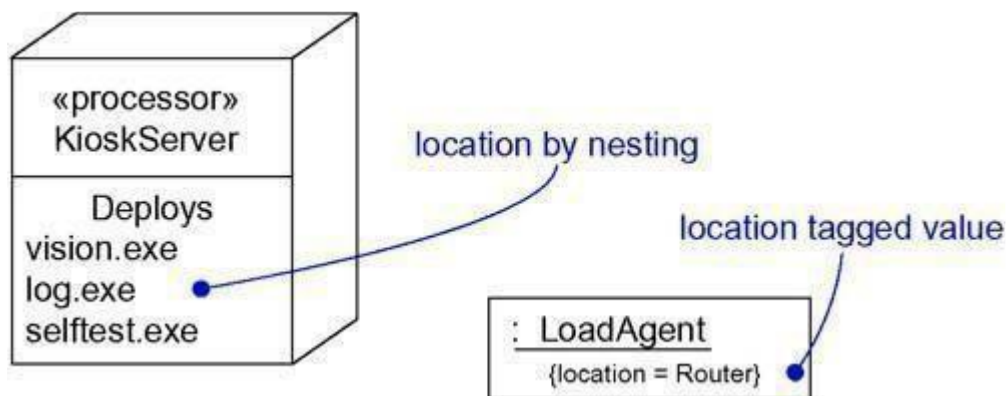 «processor»
KioskServer
Deploys
vision.exe
log.exe
selftest.exe
location by nesting
location tagged value
: LoadAgent
{location = Router}